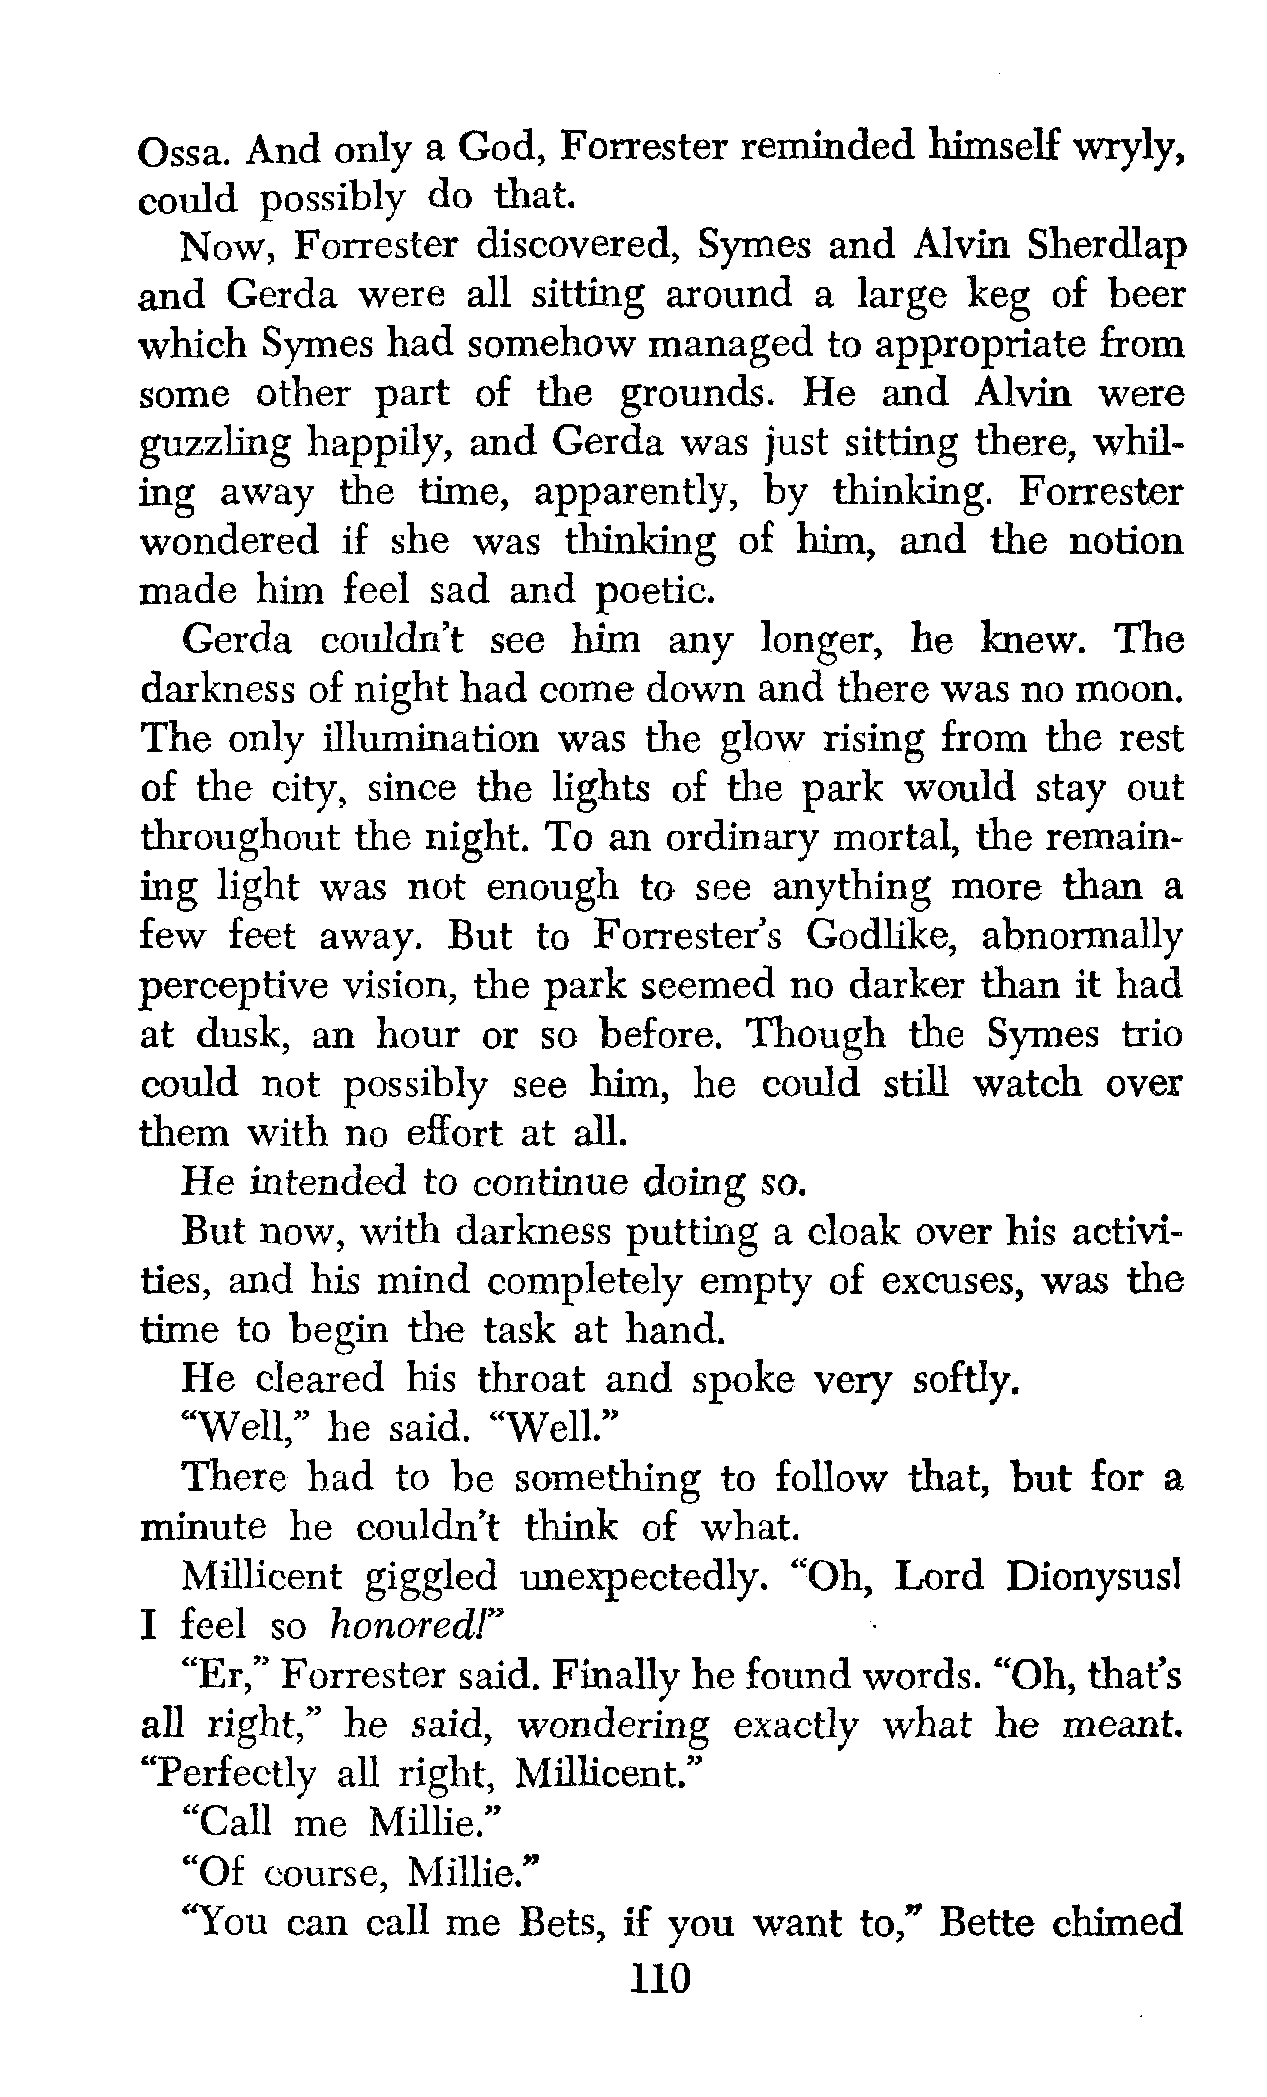 Ossa. And only a God, Forrester reminded himself wryly,
could possibly do that.
Now, Forrester discovered, Symes and Alvin Sherdlap
and Gerda were all sitting around a large keg of beer
which Symes had somehow managed to appropriate from
some other part of the grounds. He and Alvin were
guzzling happily, and Gerda was just sitting there, whil-
ing away the time, apparently, by thinking. Forrester
wondered if she was thinking of him, and the notion
made him feel sad and poetic.
Gerda couldn't see him any longer, he knew. The
darkness of night had come down and there was no moon.
The only illumination was the glow rising from the rest
of the city, since the lights of the park would stay out
throughout the night. To an ordinary mortal, the remain-
ing light was not enough to see anything more than a
few feet away. But to Forrester's Godlike, abnormally
perceptive vision, the park seemed no darker than it had
at dusk, an hour or so before. Though the Symes trio
could not possibly see him, he could still watch over
them with no effort at all.
He intended to continue doing so.
But now, with darkness putting a cloak over his activi-
ties, and his mind completely empty of excuses, was the
time to begin the task at hand.
He cleared his throat and spoke very softly.
"Well," he said. "Well."
There had to be something to follow that, but for a
minute he couldn't think of what.
Millicent giggled unexpectedly. "Oh, Lord Dionysus!
I feel so honored!"
"Er," Forrester said. Finally he found words. "Oh, that's
all right," he said, wondering exactly what he meant.
"Perfectly all right, Millicent."
"Call me Millie."
"Of course, Millie."
"You can call me Bets, if you want to," Bette chimed
110